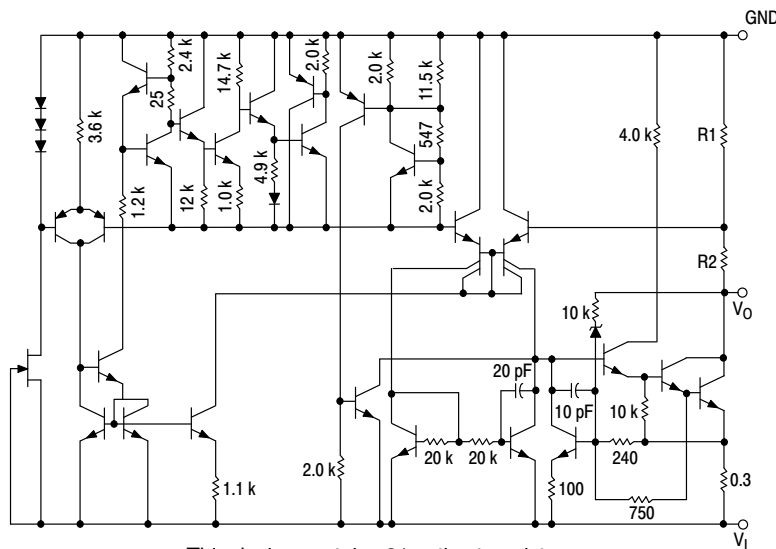 GND
2.4 k
25
3.6 k
1.2 k
12 k
14.7 k
1.0 k
4.9 k
2.0 k
2.0 k
11.5 k
547
2.0 k
4.0 k
R1
R2
V_O
10 k
20 pF
10 pF
10 k
20 k
20 k
240
2.0 k
1.1 k
100
750
0.3
V_I